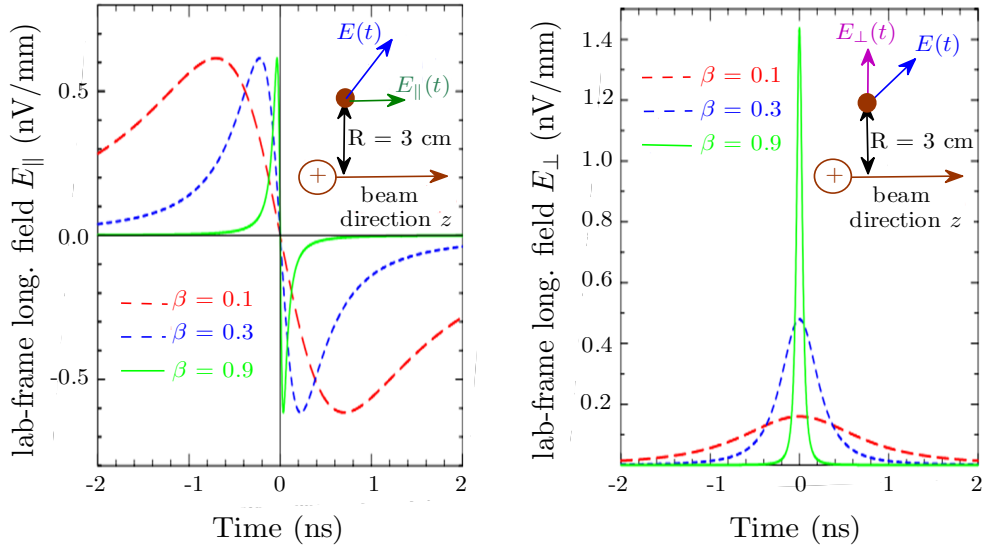 lab-frame long. field E∥ (nV/mm)
0.5
0.0
-0.5
-2
-1
0
1
2
Time (ns)
E(t)
E∥(t)
R = 3 cm
+
beam
direction z
β = 0.1
β = 0.3
β = 0.9
lab-frame long. field E⊥ (nV/mm)
1.4
1.2
1.0
0.8
0.6
0.4
0.2
-2
-1
0
1
2
Time (ns)
β = 0.1
β = 0.3
β = 0.9
E⊥(t)
E(t)
R = 3 cm
+
beam
direction z